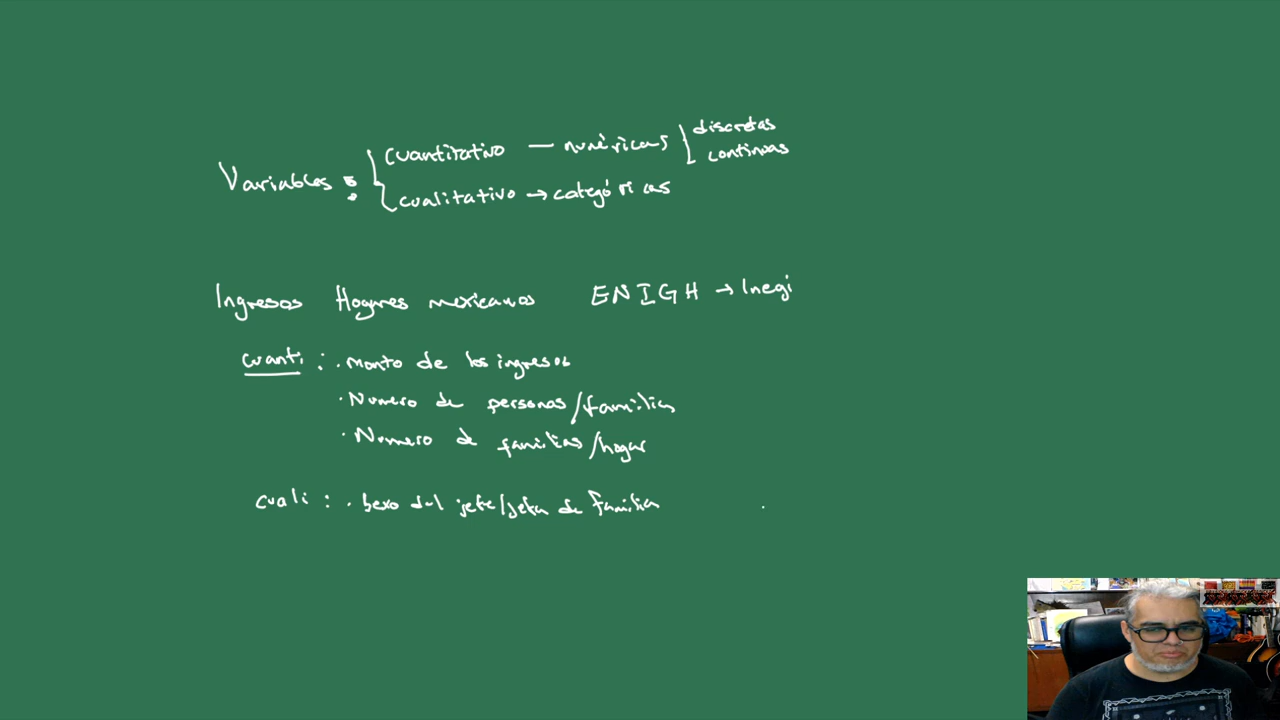 Variables : cuantitativo — numéricas discretas
continuas
cualitativo → categóricas
Ingresos Hogares mexicanos ENIGH → Inegi
cuanti : · monto de los ingresos
· Numero de personas/familia
· Numero de familias/hogar
cuali : · sexo del jefe/jefa de familia